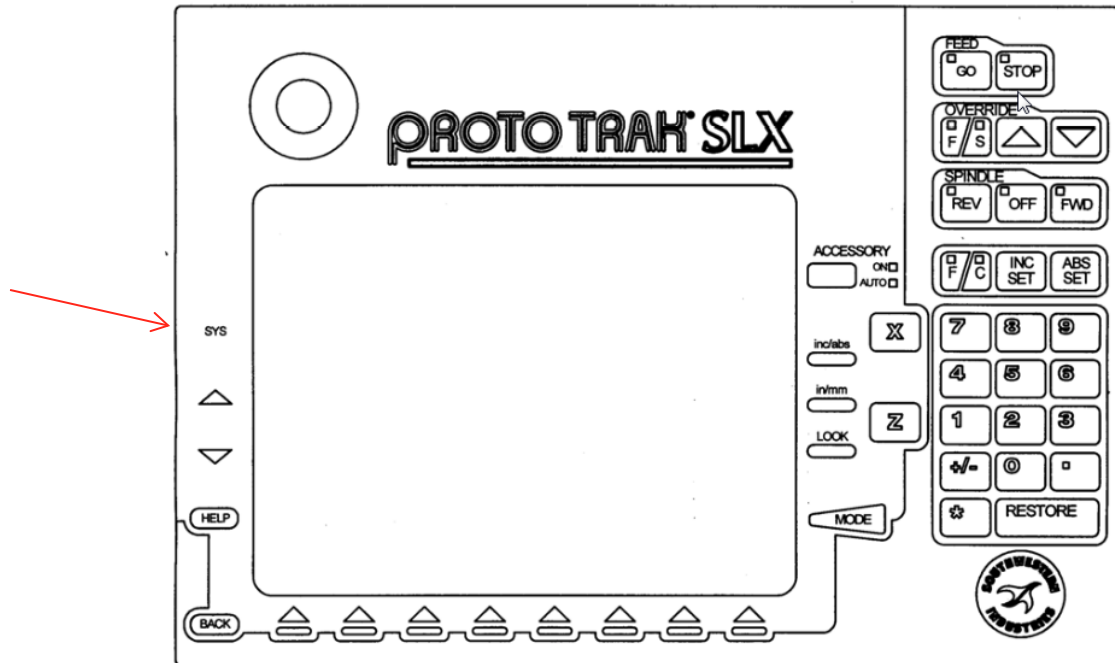 PROTO TRAK SLX
FEED
GO STOP
OVERRIDE
F/S
SPINDLE
REV OFF FWD
ACCESSORY
ON
AUTO
F/C INC SET ABS SET
SYS
X
7 8 9
inc/abs
4 5 6
in/mm
Z
1 2 3
LOOK
+/- 0 .
HELP
MODE
* RESTORE
BACK
SOUTHWESTERN
INDUSTRIES